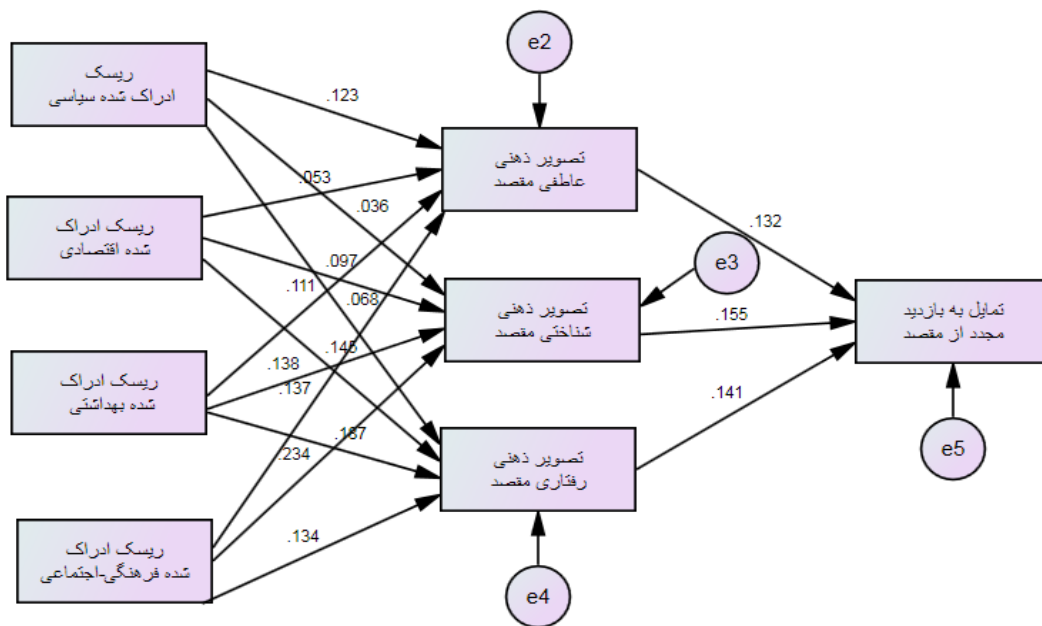 e2
ریسک
ادراک شده سیاسی
.123
تصویر ذهنی
عاطفی مقصد
.053
.036
ریسک ادراک
شده اقتصادی
.132
e3
.097
.111
.068
تصویر ذهنی
شناختی مقصد
.155
تمایل به بازدید
مجدد از مقصد
ریسک ادراک
شده بهداشتی
.138
.137
.141
تصویر ذهنی
رفتاری مقصد
.234
e5
ریسک ادراک
شده فرهنگی-اجتماعی
.134
e4